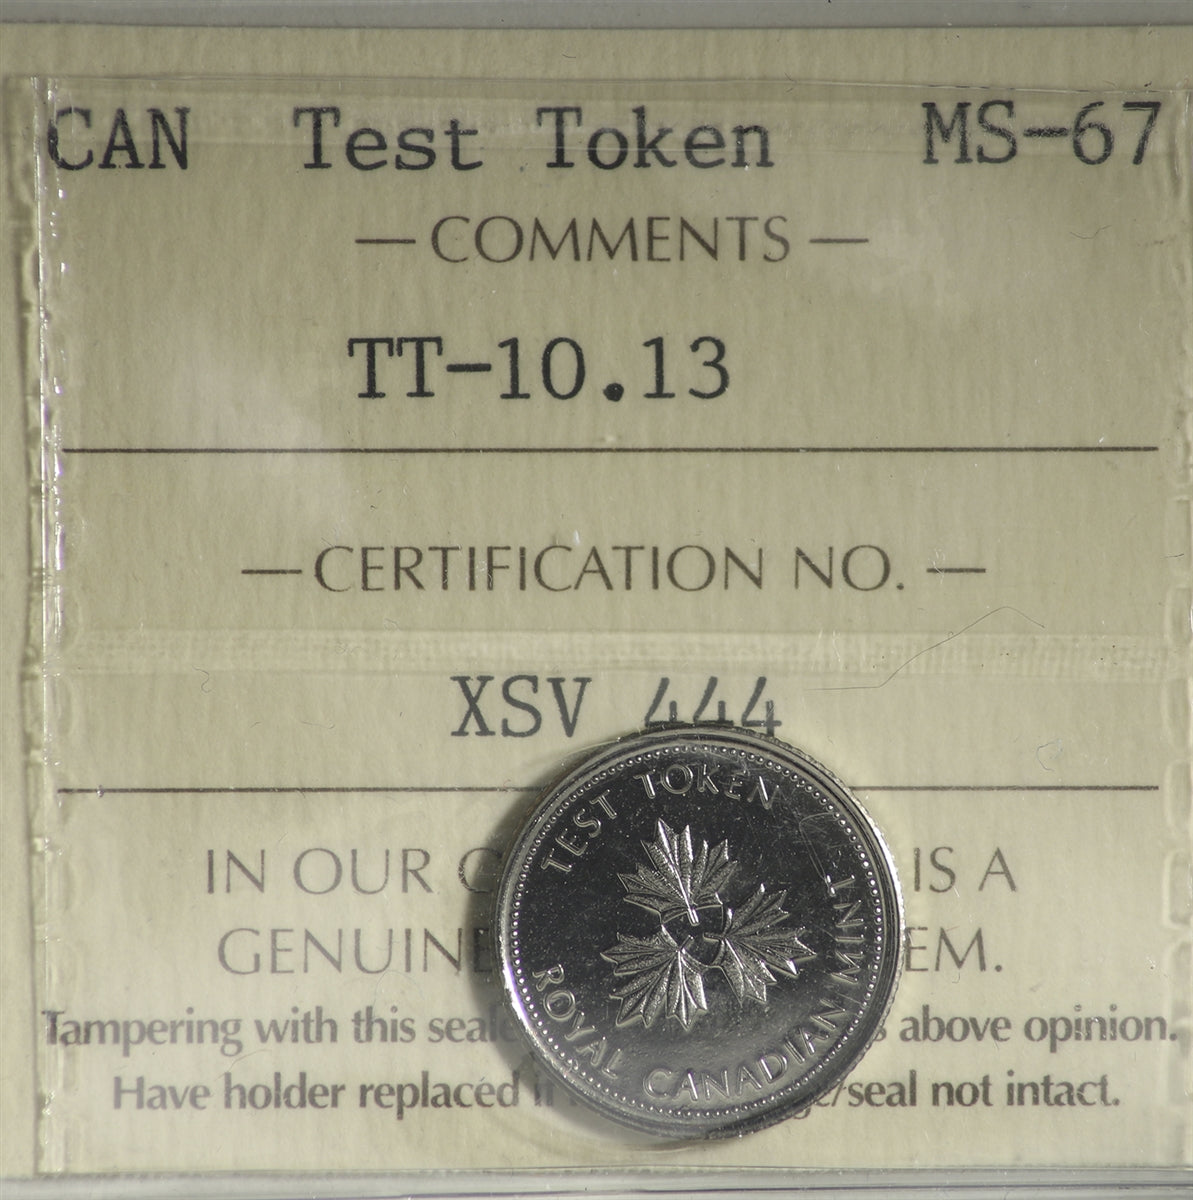 CAN Test Token MS-67
— COMMENTS —
TT-10.13
— CERTIFICATION NO. —
XSV 444
IN OUR IS A
GENUINE EM.
Tampering with this seal above opinion.
Have holder replaced seal not intact.
TEST TOKEN
ROYAL CANADIAN MINT